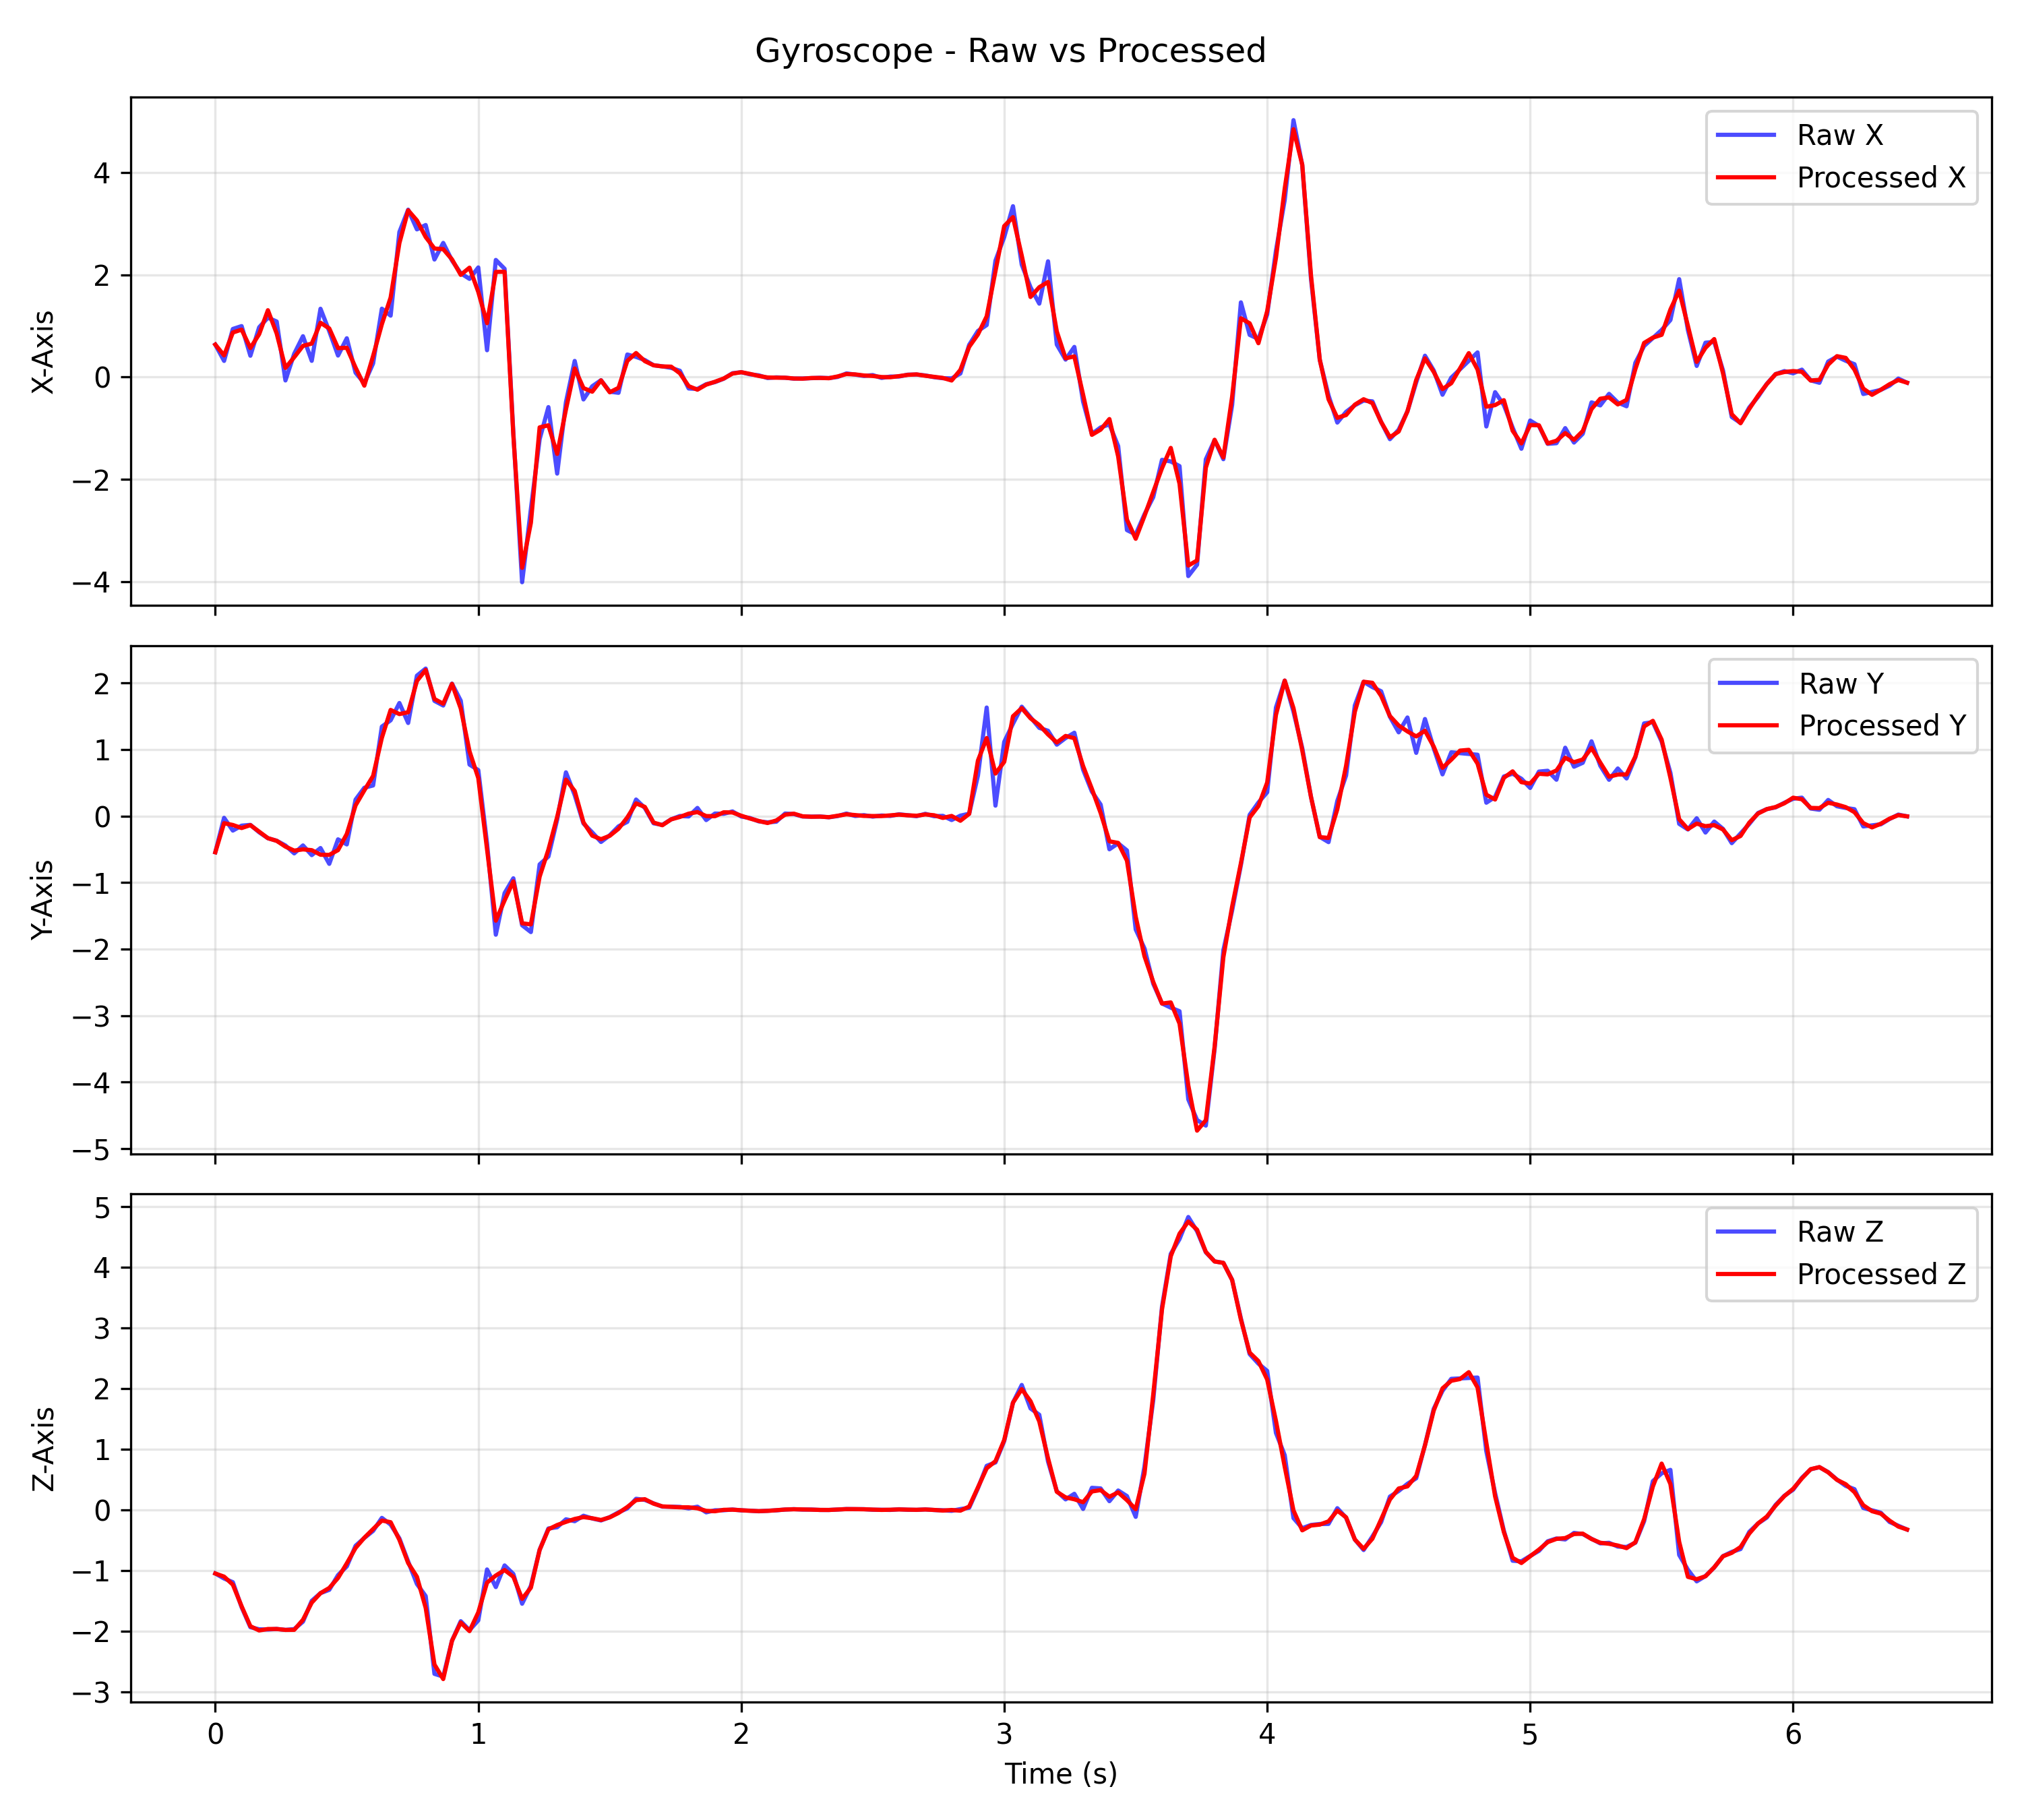 Gyroscope - Raw vs Processed
X-Axis
4
2
0
−2
−4
Raw X
Processed X
Y-Axis
2
1
0
−1
−2
−3
−4
−5
Raw Y
Processed Y
Z-Axis
5
4
3
2
1
0
−1
−2
−3
Raw Z
Processed Z
0 1 2 3 4 5 6
Time (s)